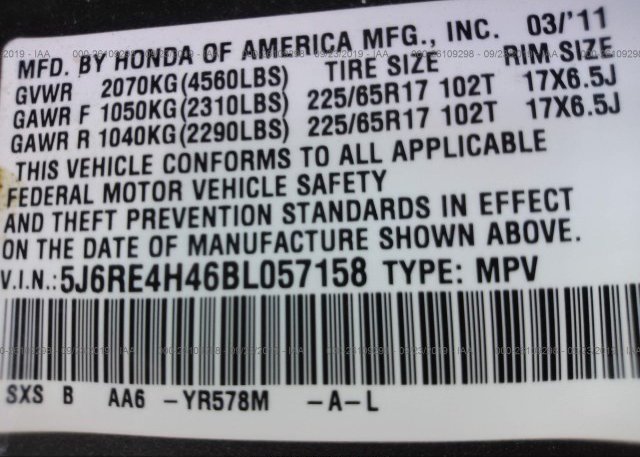 MFD. BY HONDA OF AMERICA MFG., INC. 03/'11
GVWR 2070KG(4560LBS) TIRE SIZE RIM SIZE
GAWR F 1050KG(2310LBS) 225/65R17 102T 17X6.5J
GAWR R 1040KG(2290LBS) 225/65R17 102T 17X6.5J
THIS VEHICLE CONFORMS TO ALL APPLICABLE
FEDERAL MOTOR VEHICLE SAFETY
AND THEFT PREVENTION STANDARDS IN EFFECT
ON THE DATE OF MANUFACTURE SHOWN ABOVE.
V.I.N.:5J6RE4H46BL057158 TYPE: MPV
SXS B AA6 -YR578M -A-L